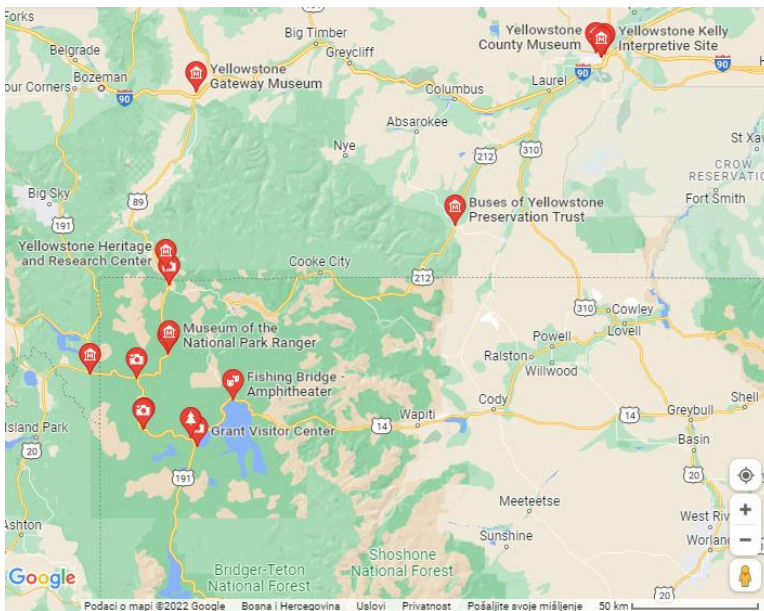 Forks
Big Timber
Yellowstone
County Museum
Yellowstone Kelly
Interpretive Site
Belgrade
Greycliff
Yellowstone
Gateway Museum
90
90
our Corners
Bozeman
90
Columbus
Laurel
Absarokee
Nye
212
310
St Xav
CROW
RESERVATIO
Big Sky
191
89
Buses of Yellowstone
Preservation Trust
Fort Smith
Yellowstone Heritage
and Research Center
Cooke City
212
310
Cowley
Lovell
Museum of the
National Park Ranger
Powell
Ralston
Willwood
Fishing Bridge -
Amphitheater
Island Park
20
Grant Visitor Center
14
Wapiti
Cody
14
Shell
Greybull
Basin
191
20
Meeteetse
Sunshine
West Riv
Worland
Ashton
Bridger-Teton
National Forest
Shoshone
National Forest
20
Google
Podaci o mapi ©2022 Google Bosna i Hercegovina Uslovi Privatnost Pošaljite svoje mišljenje 50 km